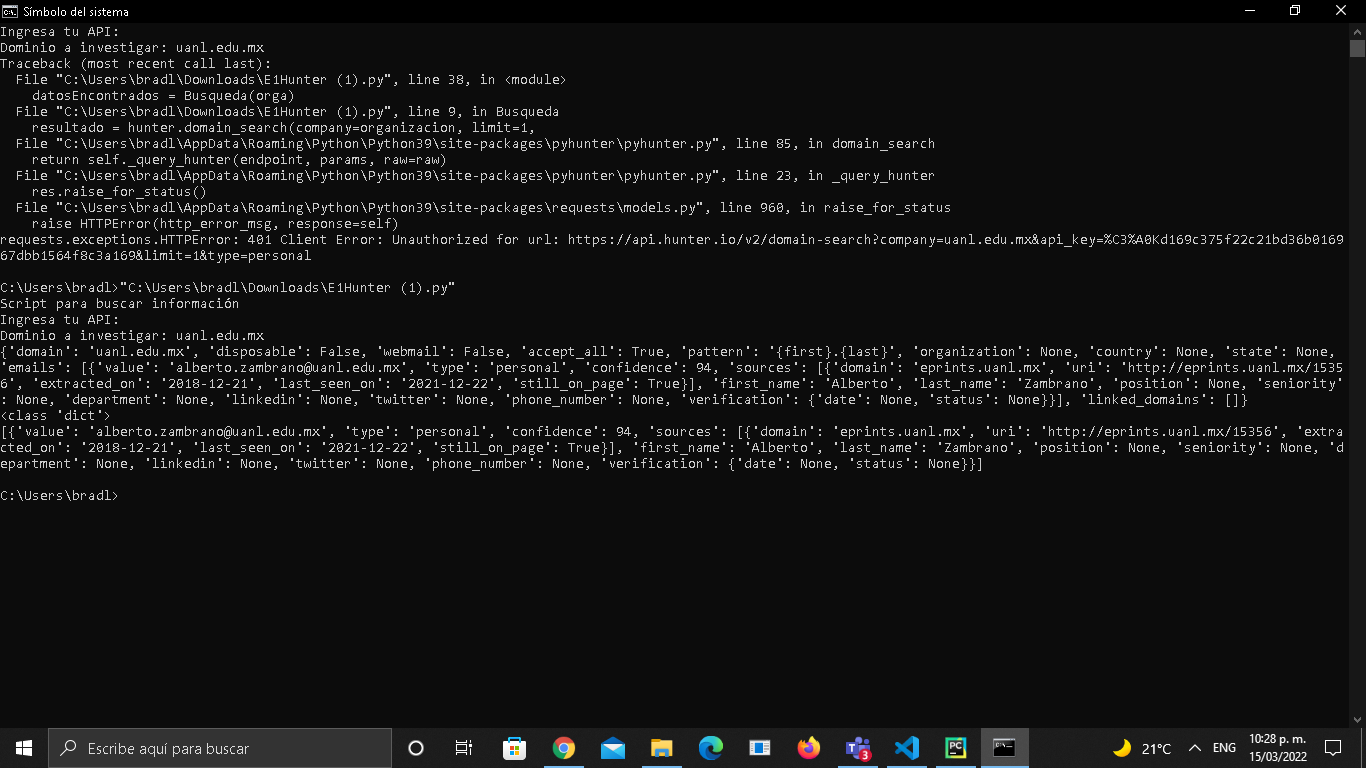 Símbolo del sistema
Ingresa tu API:
Dominio a investigar: uanl.edu.mx
Traceback (most recent call last):
  File "C:\Users\bradl\Downloads\E1Hunter (1).py", line 38, in <module>
    datosEncontrados = Busqueda(orga)
  File "C:\Users\bradl\Downloads\E1Hunter (1).py", line 9, in Busqueda
    resultado = hunter.domain_search(company=organizacion, limit=1,
  File "C:\Users\bradl\AppData\Roaming\Python\Python39\site-packages\pyhunter\pyhunter.py", line 85, in domain_search
    return self._query_hunter(endpoint, params, raw=raw)
  File "C:\Users\bradl\AppData\Roaming\Python\Python39\site-packages\pyhunter\pyhunter.py", line 23, in _query_hunter
    res.raise_for_status()
  File "C:\Users\bradl\AppData\Roaming\Python\Python39\site-packages\requests\models.py", line 960, in raise_for_status
    raise HTTPError(http_error_msg, response=self)
requests.exceptions.HTTPError: 401 Client Error: Unauthorized for url: https://api.hunter.io/v2/domain-search?company=uanl.edu.mx&api_key=%C3%A0Kd169c375f22c21bd36b0169
67dbb1564f8c3a169&limit=1&type=personal
C:\Users\bradl>"C:\Users\bradl\Downloads\E1Hunter (1).py"
Script para buscar información
Ingresa tu API:
Dominio a investigar: uanl.edu.mx
{'domain': 'uanl.edu.mx', 'disposable': False, 'webmail': False, 'accept_all': True, 'pattern': '{first}.{last}', 'organization': None, 'country': None, 'state': None,
'emails': [{'value': 'alberto.zambrano@uanl.edu.mx', 'type': 'personal', 'confidence': 94, 'sources': [{'domain': 'eprints.uanl.mx', 'uri': 'http://eprints.uanl.mx/1535
6', 'extracted_on': '2018-12-21', 'last_seen_on': '2021-12-22', 'still_on_page': True}], 'first_name': 'Alberto', 'last_name': 'Zambrano', 'position': None, 'seniority'
: None, 'department': None, 'linkedin': None, 'twitter': None, 'phone_number': None, 'verification': {'date': None, 'status': None}}], 'linked_domains': []}
<class 'dict'>
[{'value': 'alberto.zambrano@uanl.edu.mx', 'type': 'personal', 'confidence': 94, 'sources': [{'domain': 'eprints.uanl.mx', 'uri': 'http://eprints.uanl.mx/15356', 'extra
cted_on': '2018-12-21', 'last_seen_on': '2021-12-22', 'still_on_page': True}], 'first_name': 'Alberto', 'last_name': 'Zambrano', 'position': None, 'seniority': None, 'd
epartment': None, 'linkedin': None, 'twitter': None, 'phone_number': None, 'verification': {'date': None, 'status': None}}]
C:\Users\bradl>
Escribe aquí para buscar
3
PC
21°C
ENG
10:28 p. m.
15/03/2022